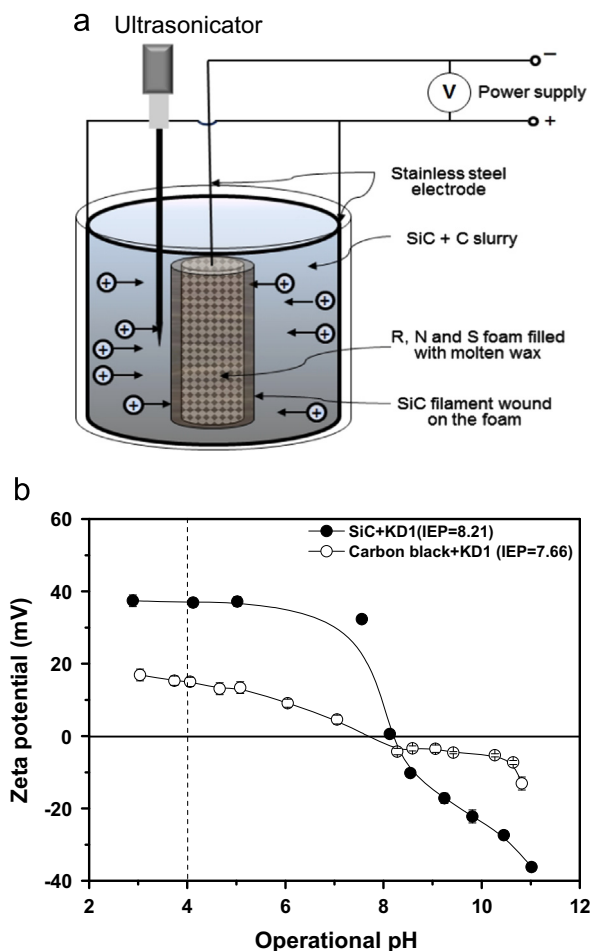 a Ultrasonicator
−
V Power supply
+
Stainless steel
electrode
SiC + C slurry
R, N and S foam filled
with molten wax
SiC filament wound
on the foam
+ + + + + + + + + +
b
SiC+KD1(IEP=8.21)
Carbon black+KD1 (IEP=7.66)
60
40
20
0
-20
-40
Zeta potential (mV)
2 4 6 8 10 12
Operational pH